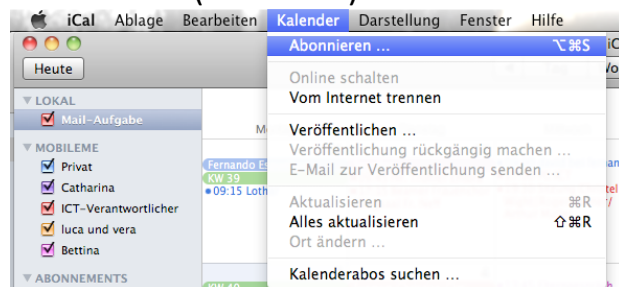 iCal Ablage Bearbeiten Kalender Darstellung Fenster Hilfe
Abonnieren ... ⌥⌘S
Heute
Online schalten
Vom Internet trennen
▼ LOKAL
Mail-Aufgabe
Veröffentlichen ...
▼ MOBILEME
Veröffentlichung rückgängig machen ...
Privat
E-Mail zur Veröffentlichung senden ...
KW 39
Catharina
09:15
Aktualisieren ⌘R
ICT-Verantwortlicher
Alles aktualisieren ⇧⌘R
luca und vera
Ort ändern ...
Bettina
Kalenderabos suchen ...
▼ ABONNEMENTS